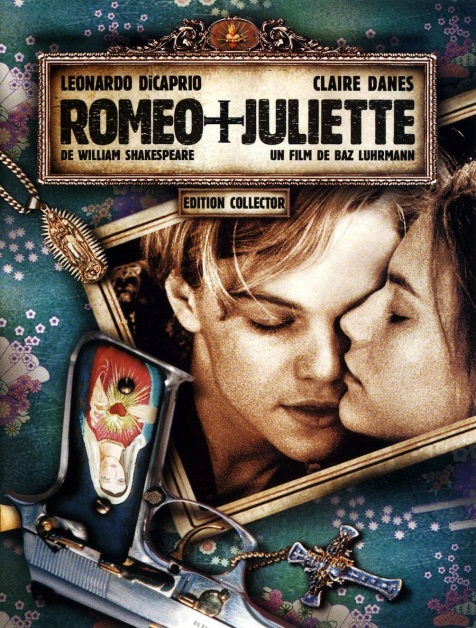 LEONARDO DiCAPRIO CLAIRE DANES
ROMEO+JULIETTE
DE WILLIAM SHAKESPEARE UN FILM DE BAZ LUHRMANN
EDITION COLLECTOR